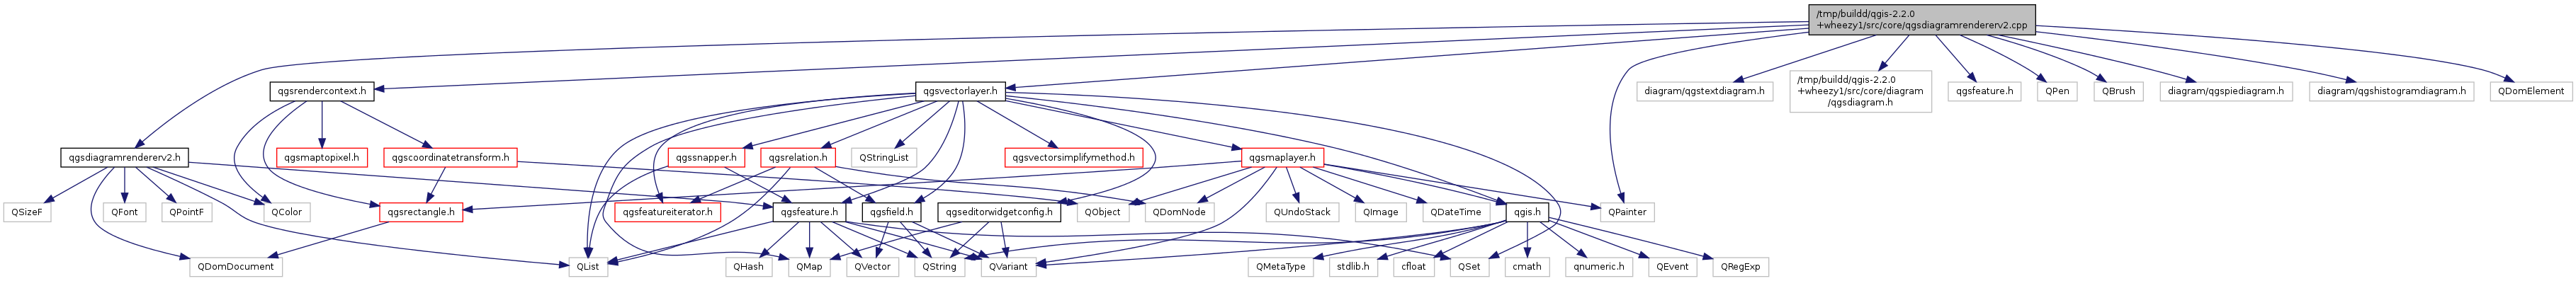 /tmp/buildd/qgis-2.2.0
+wheezy1/src/core/qgsdiagramrendererv2.cpp
qgsrendercontext.h
qgsvectorlayer.h
diagram/qgstextdiagram.h
/tmp/buildd/qgis-2.2.0
+wheezy1/src/core/diagram
/qgsdiagram.h
qgsfeature.h
QPen
QBrush
diagram/qgspiediagram.h
diagram/qgshistogramdiagram.h
QDomElement
qgsdiagramrendererv2.h
qgsmaptopixel.h
qgscoordinatetransform.h
qgssnapper.h
qgsrelation.h
QStringList
qgsvectorsimplifymethod.h
qgsmaplayer.h
QSizeF
QFont
QPointF
QColor
qgsrectangle.h
qgsfeatureiterator.h
qgsfeature.h
qgsfield.h
qgseditorwidgetconfig.h
QObject
QDomNode
QUndoStack
QImage
QDateTime
qgis.h
QPainter
QDomDocument
QList
QHash
QMap
QVector
QString
QVariant
QMetaType
stdlib.h
cfloat
QSet
cmath
qnumeric.h
QEvent
QRegExp